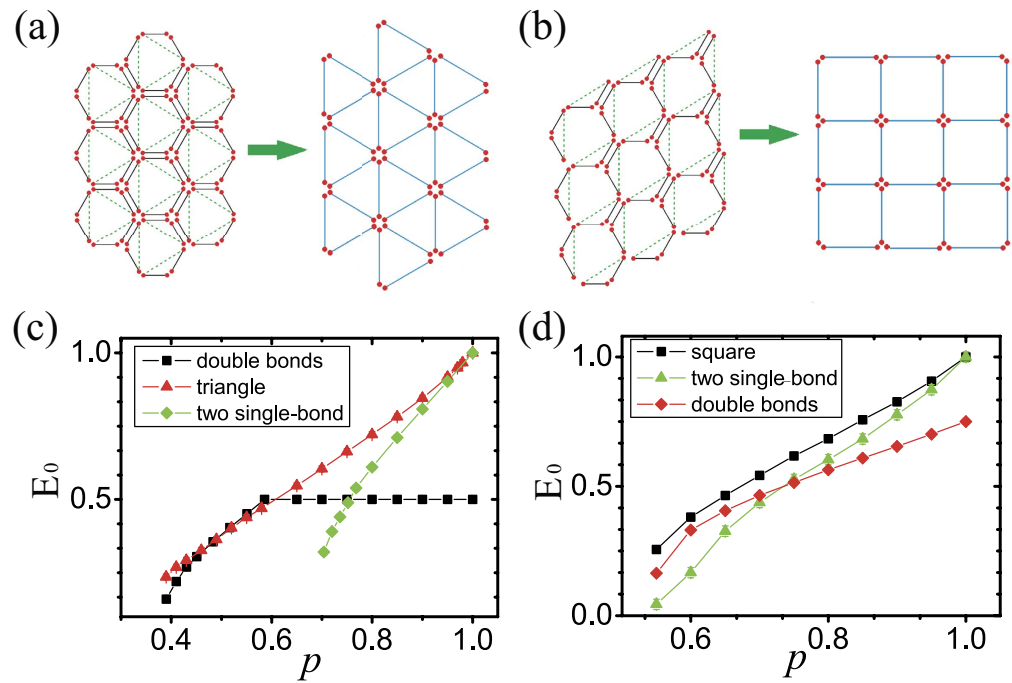 (a)
(b)
(c)
1.0
0.5
E0
double bonds
triangle
two single-bond
0.4 0.6 0.8 1.0
p
(d)
1.0
0.5
0.0
E0
square
two single-bond
double bonds
0.6 0.8 1.0
p